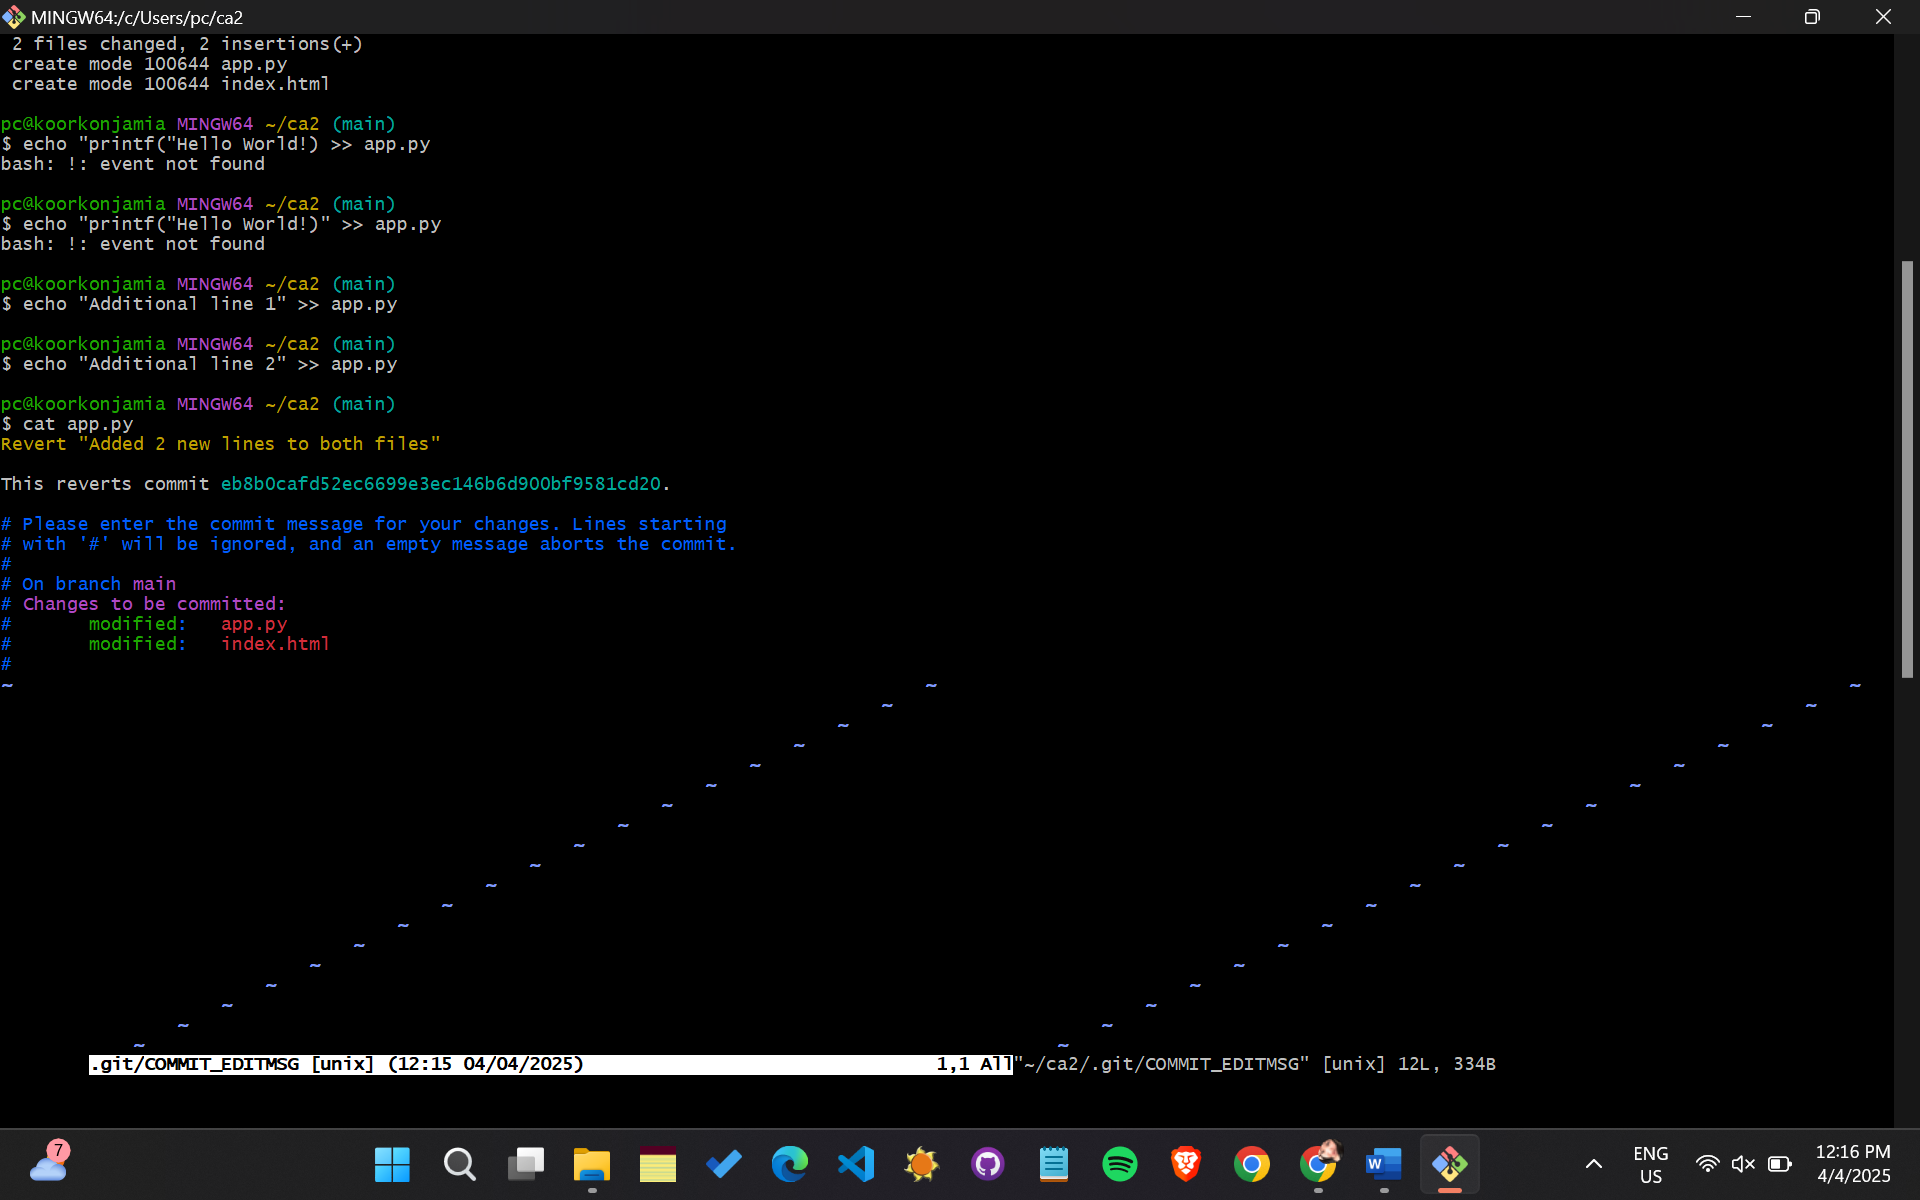 MINGW64:/c/Users/pc/ca2
2 files changed, 2 insertions(+)
create mode 100644 app.py
create mode 100644 index.html
pc@koorkonjamia MINGW64 ~/ca2 (main)
$ echo "printf("Hello World!) >> app.py
bash: !: event not found
pc@koorkonjamia MINGW64 ~/ca2 (main)
$ echo "printf("Hello World!)" >> app.py
bash: !: event not found
pc@koorkonjamia MINGW64 ~/ca2 (main)
$ echo "Additional line 1" >> app.py
pc@koorkonjamia MINGW64 ~/ca2 (main)
$ echo "Additional line 2" >> app.py
pc@koorkonjamia MINGW64 ~/ca2 (main)
$ cat app.py
Revert "Added 2 new lines to both files"
This reverts commit eb8b0cafd52ec6699e3ec146b6d900bf9581cd20.
# Please enter the commit message for your changes. Lines starting
# with '#' will be ignored, and an empty message aborts the commit.
#
# On branch main
# Changes to be committed:
#       modified:   app.py
#       modified:   index.html
#
.git/COMMIT_EDITMSG [unix] (12:15 04/04/2025) 1,1 All"~/ca2/.git/COMMIT_EDITMSG" [unix] 12L, 334B
7
W
ENG
US
12:16 PM
4/4/2025